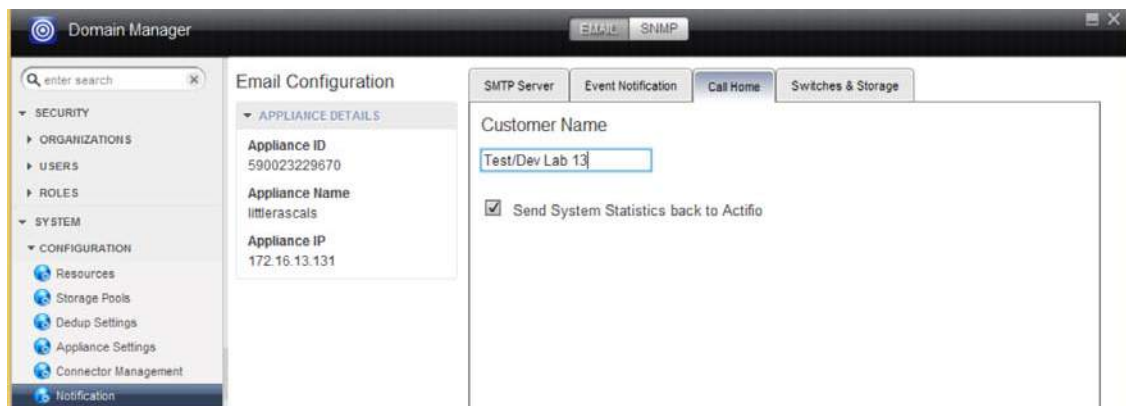 Domain Manager
EMAIL
SNMP
enter search
SECURITY
ORGANIZATIONS
USERS
ROLES
SYSTEM
CONFIGURATION
Resources
Storage Pools
Dedup Settings
Appliance Settings
Connector Management
Notification
Email Configuration
APPLIANCE DETAILS
Appliance ID
590023229670
Appliance Name
littlerascals
Appliance IP
172.16.13.131
SMTP Server
Event Notification
Call Home
Switches & Storage
Customer Name
Test/Dev Lab 13
Send System Statistics back to Actifio